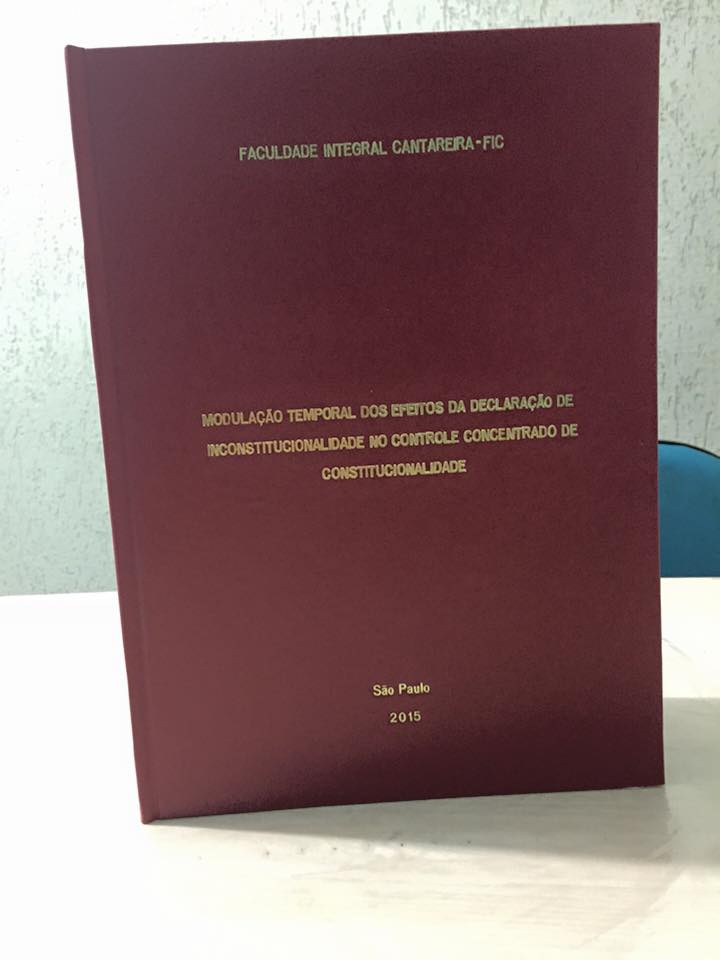 FACULDADE INTEGRAL CANTAREIRA-FIC
MODULAÇÃO TEMPORAL DOS EFEITOS DA DECLARAÇÃO DE
INCONSTITUCIONALIDADE NO CONTROLE CONCENTRADO DE
CONSTITUCIONALIDADE
São Paulo
2015